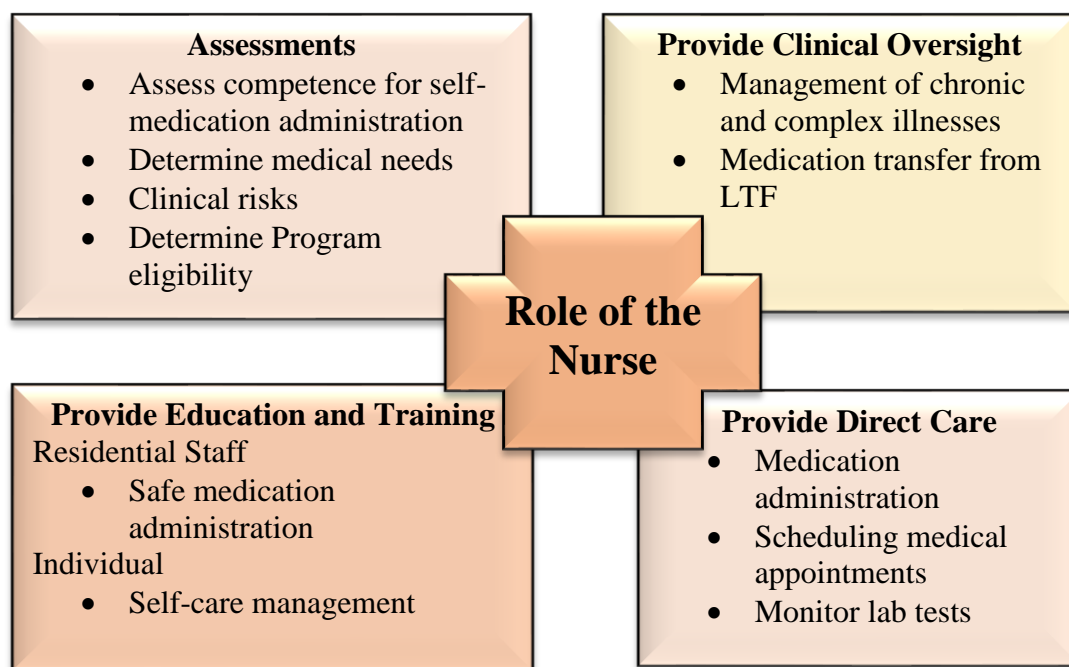 Assessments
• Assess competence for self-
medication administration
• Determine medical needs
• Clinical risks
• Determine Program
eligibility
Provide Clinical Oversight
• Management of chronic
and complex illnesses
• Medication transfer from
LTF
Role of the
Nurse
Provide Education and Training
Residential Staff
• Safe medication
administration
Individual
• Self-care management
Provide Direct Care
• Medication
administration
• Scheduling medical
appointments
• Monitor lab tests